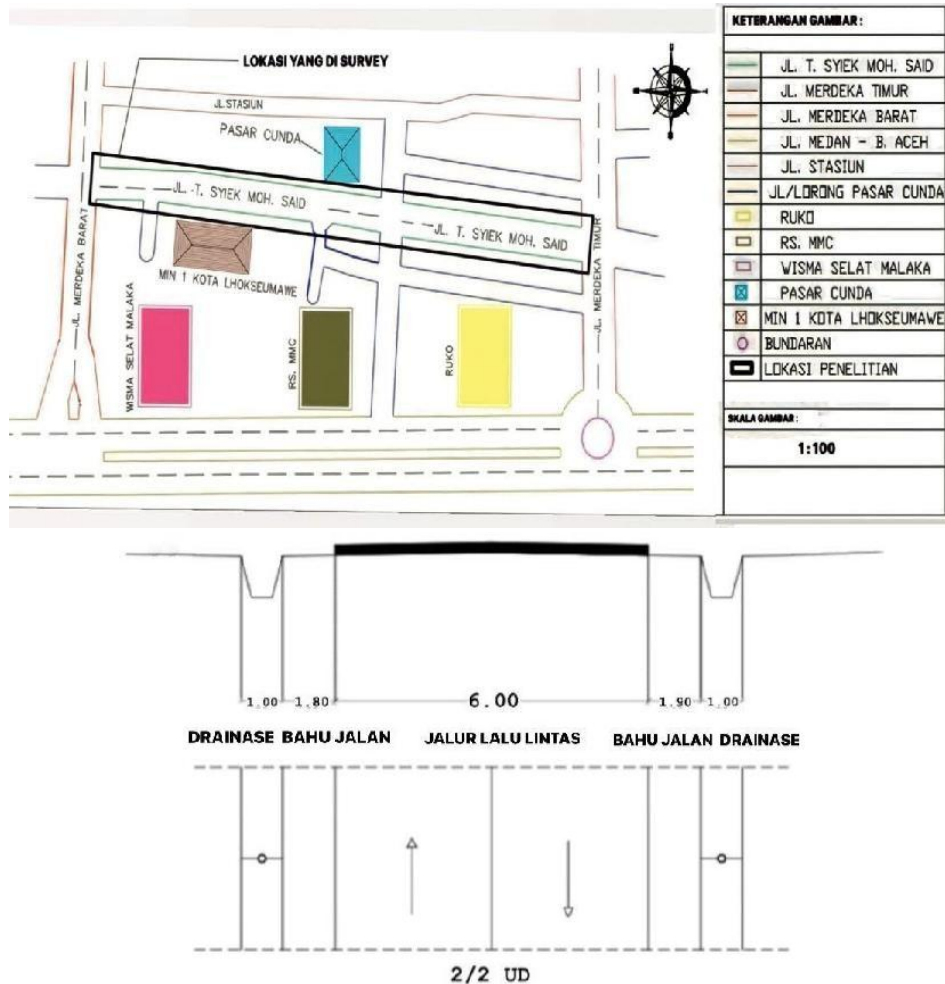 LOKASI YANG DI SURVEY
JL.STASIUN
PASAR CUNDA
JL. T. SYIEK MOH. SAID
JL. T. SYIEK MOH. SAID
JL. MERDEKA BARAT
JL. MERDEKA TIMUR
MIN 1 KOTA LHOKSEUMAWE
WISMA SELAT MALAKA
RS. MMC
RUKO
KETERANGAN GAMBAR :
JL. T. SYIEK MOH. SAID
JL. MERDEKA TIMUR
JL. MERDEKA BARAT
JL. MEDAN - B. ACEH
JL. STASIUN
JL/LORONG PASAR CUNDA
RUKO
RS. MMC
WISMA SELAT MALAKA
PASAR CUNDA
MIN 1 KOTA LHOKSEUMAWE
BUNDARAN
LOKASI PENELITIAN
SKALA GAMBAR :
1:100
1.00 1.80 6.00 1.90 1.00
DRAINASE BAHU JALAN JALUR LALU LINTAS BAHU JALAN DRAINASE
2/2 UD